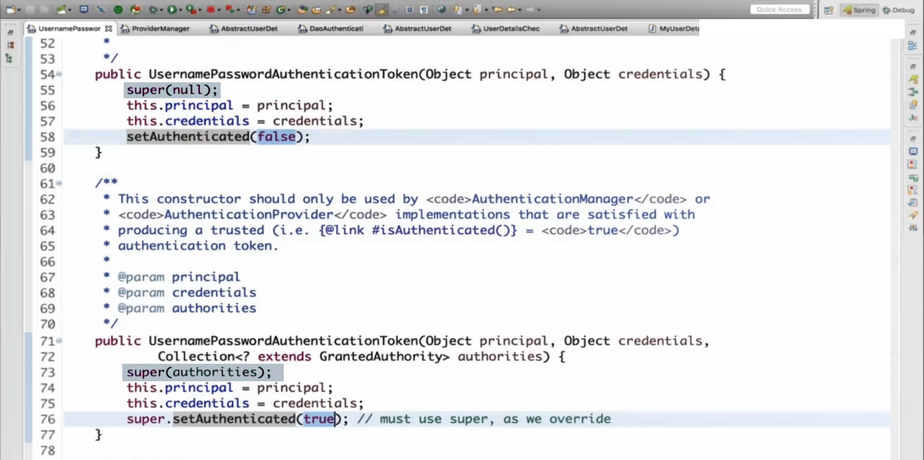 Quick Access
Spring
Debug
UsernamePasswor
ProviderManager
AbstractUserDet
DaoAuthenticati
AbstractUserDet
UserDetailsChec
AbstractUserDet
MyUserDeta
52 *
53 */
54 public UsernamePasswordAuthenticationToken(Object principal, Object credentials) {
55 super(null);
56 this.principal = principal;
57 this.credentials = credentials;
58 setAuthenticated(false);
59 }
60
61 /**
62 * This constructor should only be used by <code>AuthenticationManager</code> or
63 * <code>AuthenticationProvider</code> implementations that are satisfied with
64 * producing a trusted (i.e. {@link #isAuthenticated()} = <code>true</code>)
65 * authentication token.
66 *
67 * @param principal
68 * @param credentials
69 * @param authorities
70 */
71 public UsernamePasswordAuthenticationToken(Object principal, Object credentials,
72 Collection<? extends GrantedAuthority> authorities) {
73 super(authorities);
74 this.principal = principal;
75 this.credentials = credentials;
76 super.setAuthenticated(true); // must use super, as we override
77 }
78